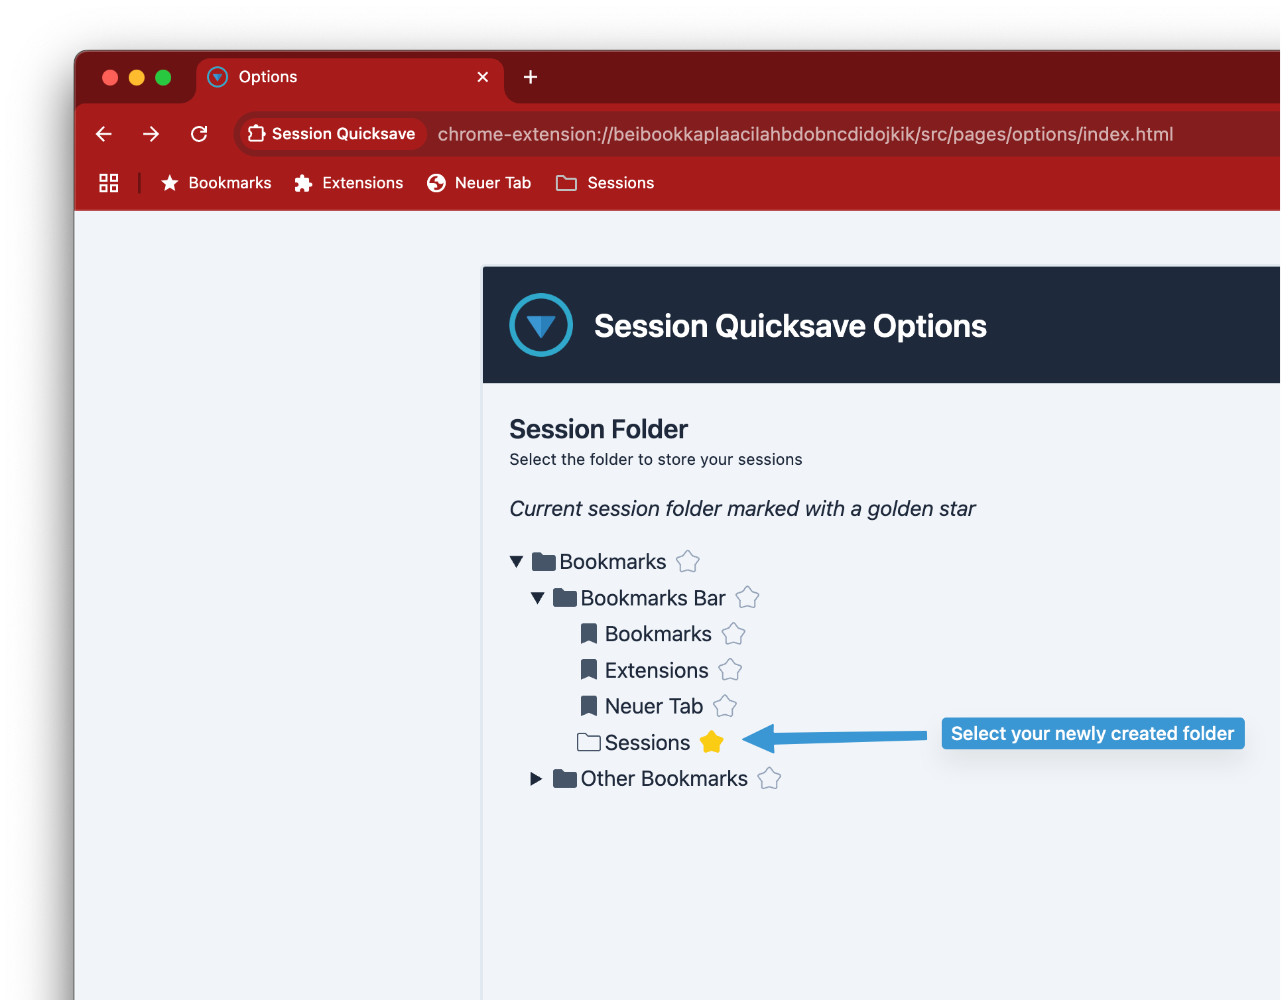 Options
Session Quicksave chrome-extension://beibookkaplaacilahbdobncdidojkik/src/pages/options/index.html
Bookmarks Extensions Neuer Tab Sessions
Session Quicksave Options
Session Folder
Select the folder to store your sessions
Current session folder marked with a golden star
Bookmarks
Bookmarks Bar
Bookmarks
Extensions
Neuer Tab
Sessions
Select your newly created folder
Other Bookmarks